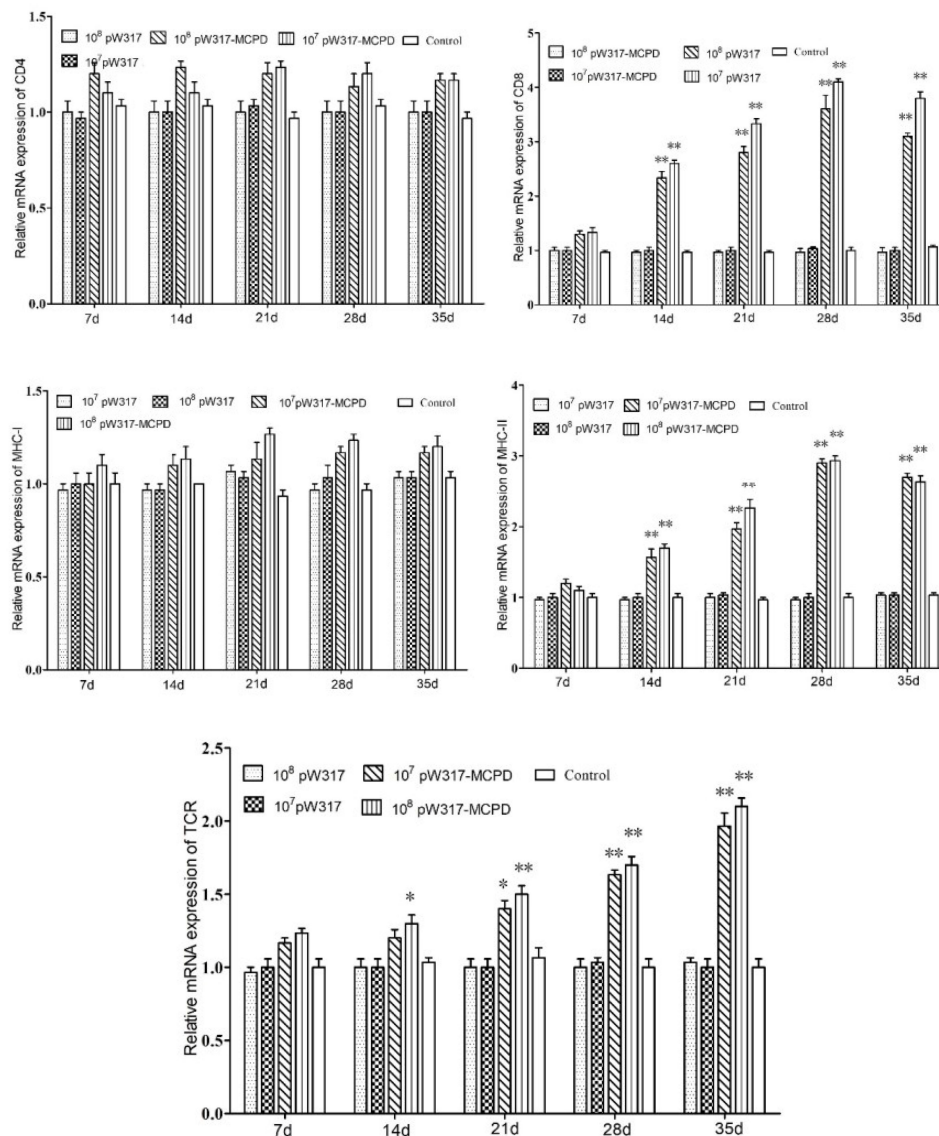 Relative mRNA expression of CD4
1.5
1.0
0.5
0.0
10⁸ pW317
10⁸ pW317-MCPD
10⁷ pW317-MCPD
Control
10⁷pW317
7d
14d
21d
28d
35d
Relative mRNA expression of CD8
5
4
3
2
1
0
10⁸ pW317-MCPD
10⁸ pW317
Control
10⁷pW317-MCPD
10⁷ pW317
**
**
**
**
**
**
**
**
7d
14d
21d
28d
35d
Relative mRNA expression of MHC-I
1.5
1.0
0.5
0.0
10⁷ pW317
10⁸ pW317
10⁷pW317-MCPD
Control
10⁸ pW317-MCPD
7d
14d
21d
28d
35d
Relative mRNA expression of MHC-II
4
3
2
1
0
10⁷ pW317
10⁷pW317-MCPD
Control
10⁸ pW317
10⁸ pW317-MCPD
**
**
**
**
**
**
**
**
7d
14d
21d
28d
35d
Relative mRNA expression of TCR
2.5
2.0
1.5
1.0
0.5
0.0
10⁸ pW317
10⁷ pW317-MCPD
Control
10⁷pW317
10⁸ pW317-MCPD
*
*
**
**
**
**
**
7d
14d
21d
28d
35d